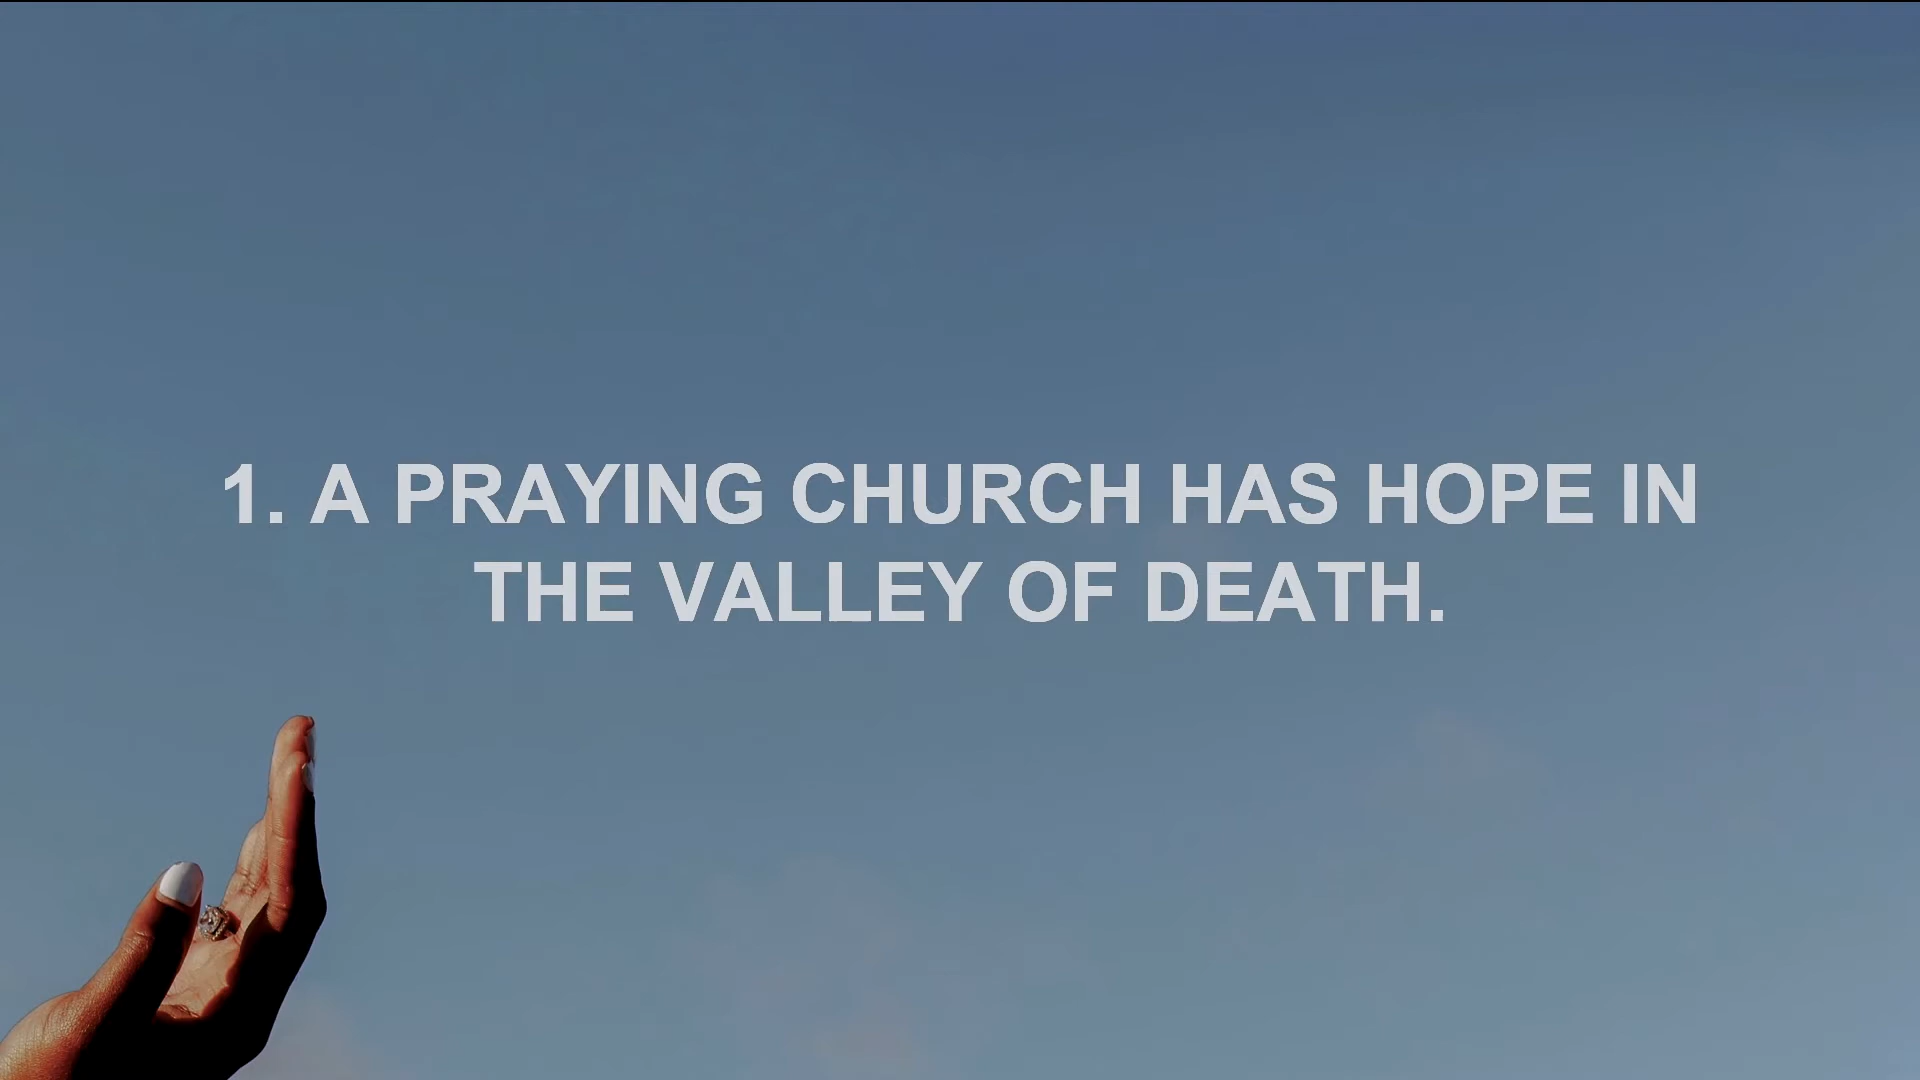 1. A PRAYING CHURCH HAS HOPE IN
THE VALLEY OF DEATH.